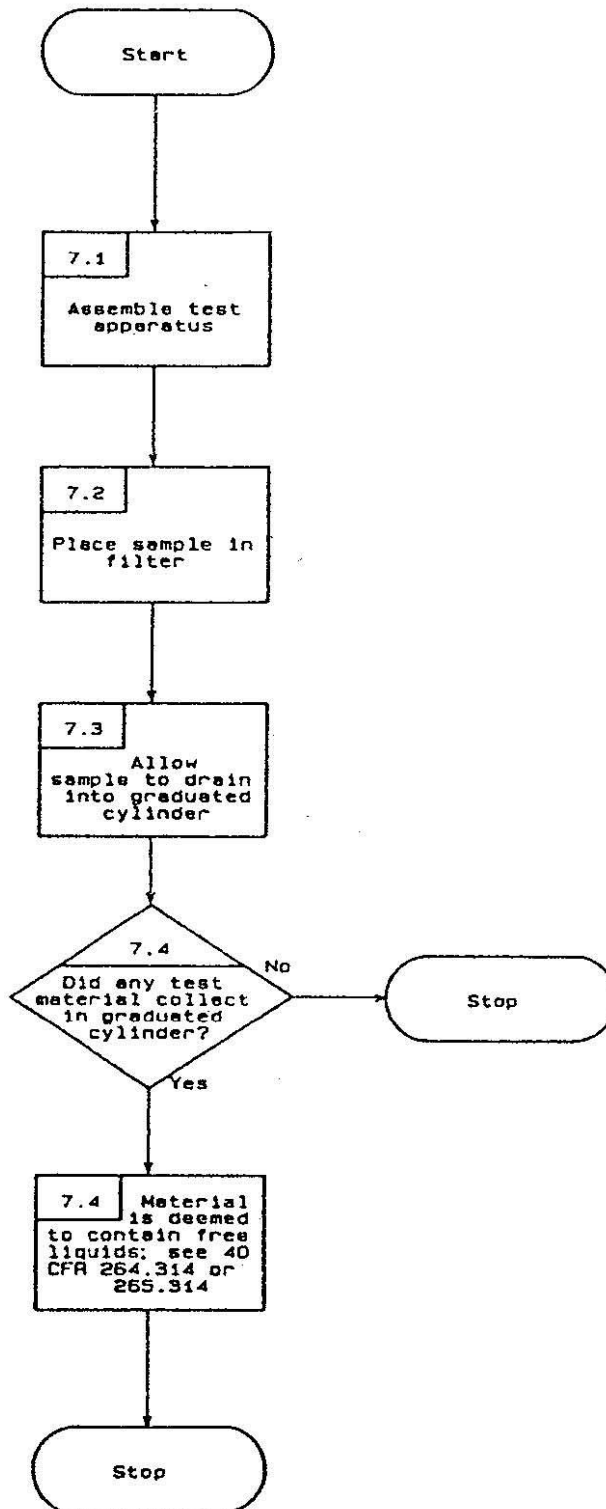 Start
7.1
Assemble test
apparatus
7.2
Place sample in
filter
7.3
Allow
sample to drain
into graduated
cylinder
7.4
Did any test
material collect
in graduated
cylinder?
No
Stop
Yes
7.4 Material
is deemed
to contain free
liquids; see 40
CFR 264.314 or
265.314
Stop